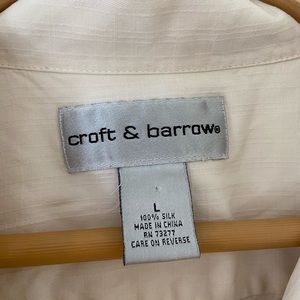 croft & barrow®
L
100% SILK
MADE IN CHINA
RN 73277
CARE ON REVERSE